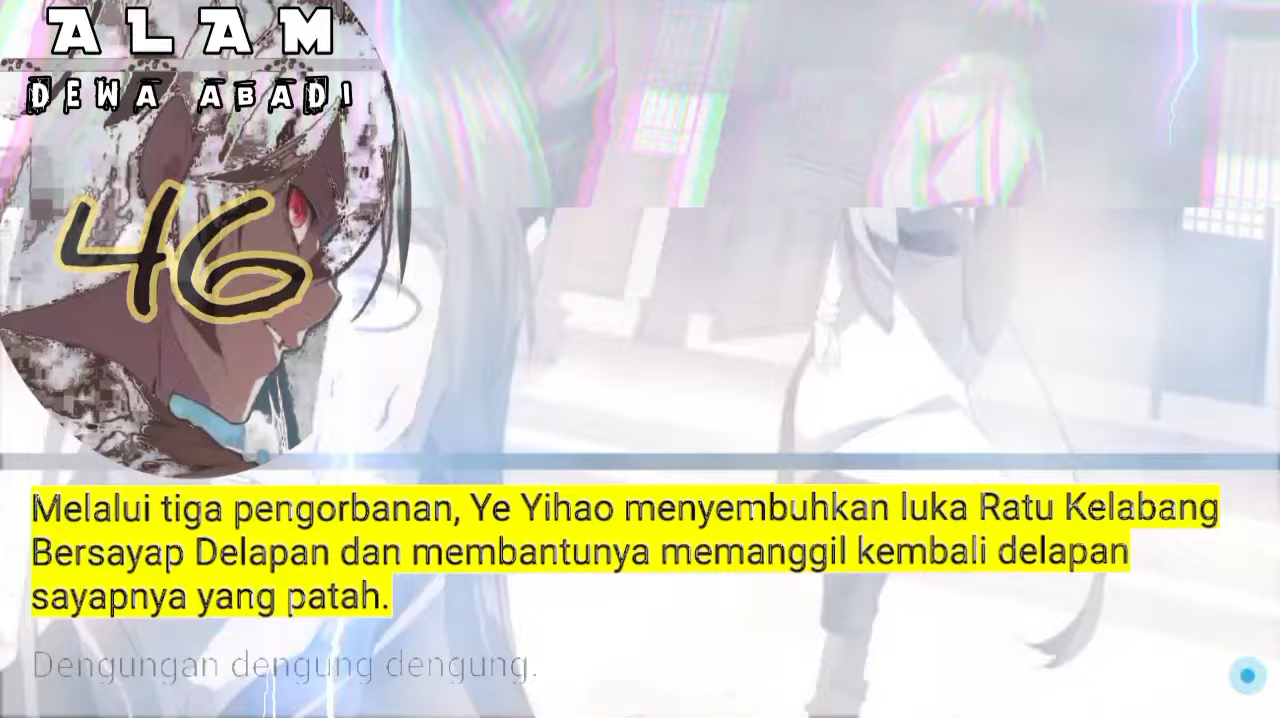 ALAM
DEWA ABADI
46
Melalui tiga pengorbanan, Ye Yihao menyembuhkan luka Ratu Kelabang
Bersayap Delapan dan membantunya memanggil kembali delapan
sayapnya yang patah.
Dengungan dengung dengung.